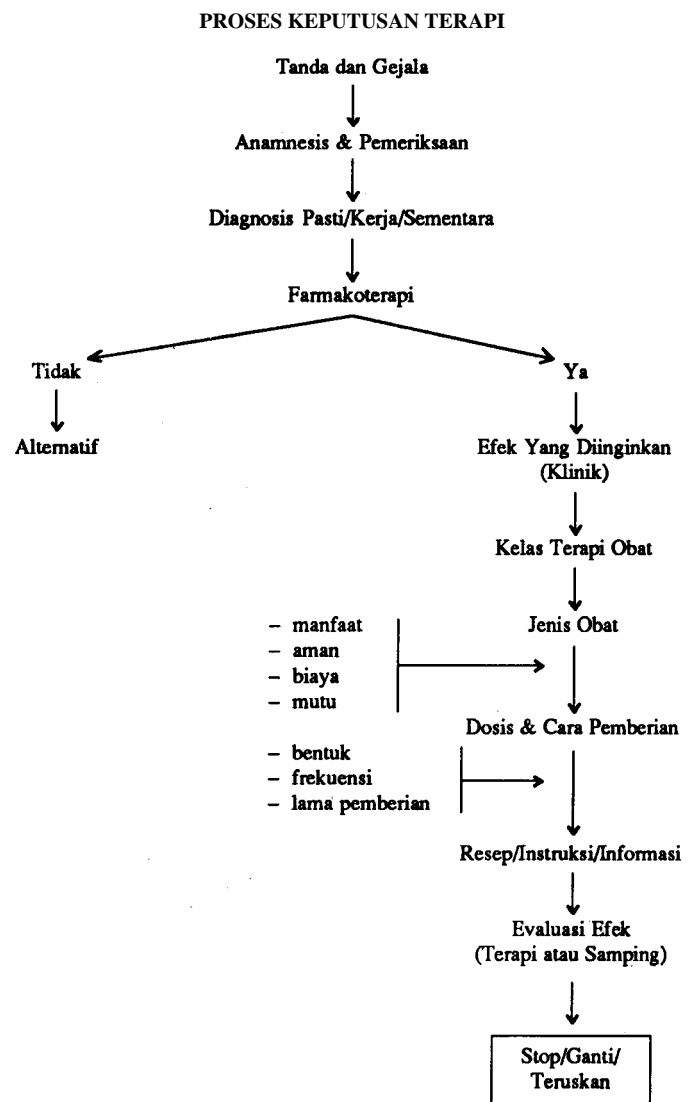 PROSES KEPUTUSAN TERAPI
Tanda dan Gejala
Anamnesis & Pemeriksaan
Diagnosis Pasti/Kerja/Sementara
Farmakoterapi
Tidak
Ya
Alternatif
Efek Yang Diinginkan
(Klinik)
Kelas Terapi Obat
– manfaat
– aman
– biaya
– mutu
Jenis Obat
Dosis & Cara Pemberian
– bentuk
– frekuensi
– lama pemberian
Resep/Instruksi/Informasi
Evaluasi Efek
(Terapi atau Samping)
Stop/Ganti/
Teruskan